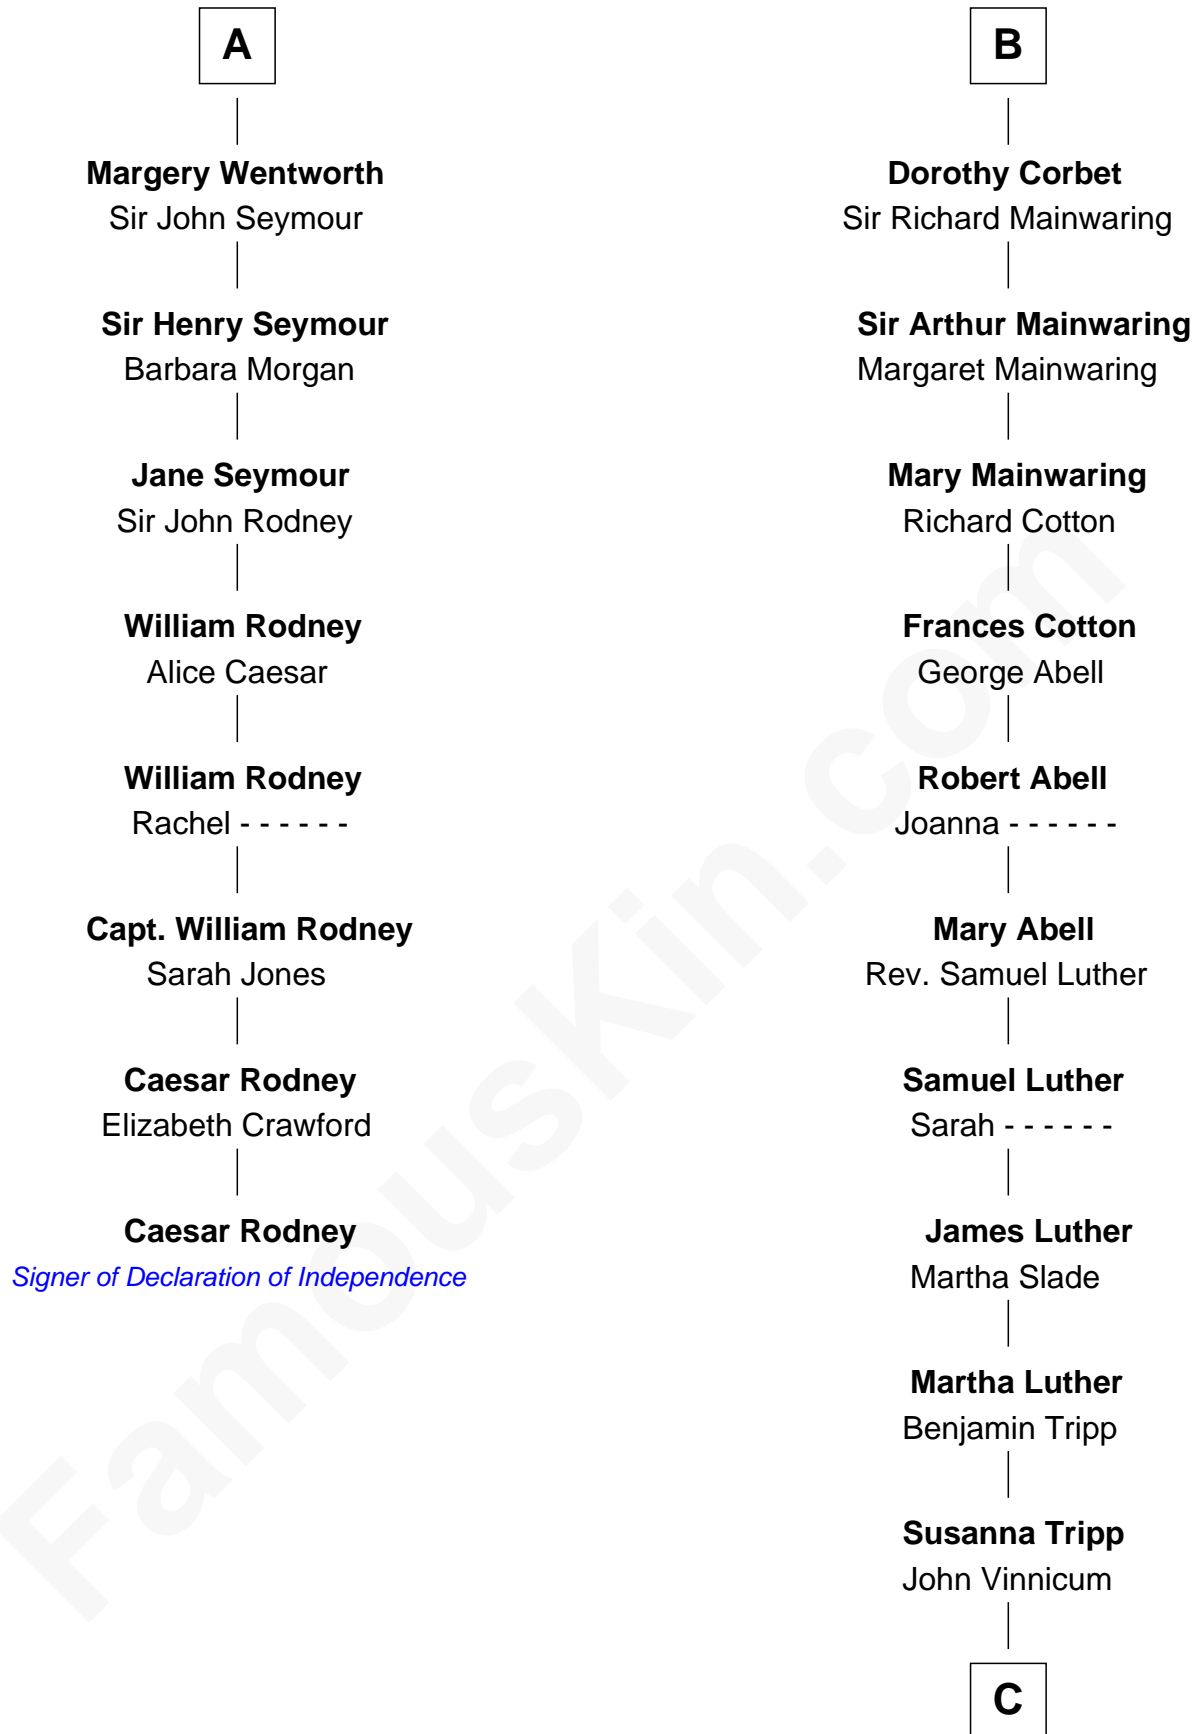 A
Margery Wentworth
Sir John Seymour
Sir Henry Seymour
Barbara Morgan
Jane Seymour
Sir John Rodney
William Rodney
Alice Caesar
William Rodney
Rachel - - - - - -
Capt. William Rodney
Sarah Jones
Caesar Rodney
Elizabeth Crawford
Caesar Rodney
Signer of Declaration of Independence
B
Dorothy Corbet
Sir Richard Mainwaring
Sir Arthur Mainwaring
Margaret Mainwaring
Mary Mainwaring
Richard Cotton
Frances Cotton
George Abell
Robert Abell
Joanna - - - - - -
Mary Abell
Rev. Samuel Luther
Samuel Luther
Sarah - - - - - -
James Luther
Martha Slade
Martha Luther
Benjamin Tripp
Susanna Tripp
John Vinnicum
C
FamousKin.com